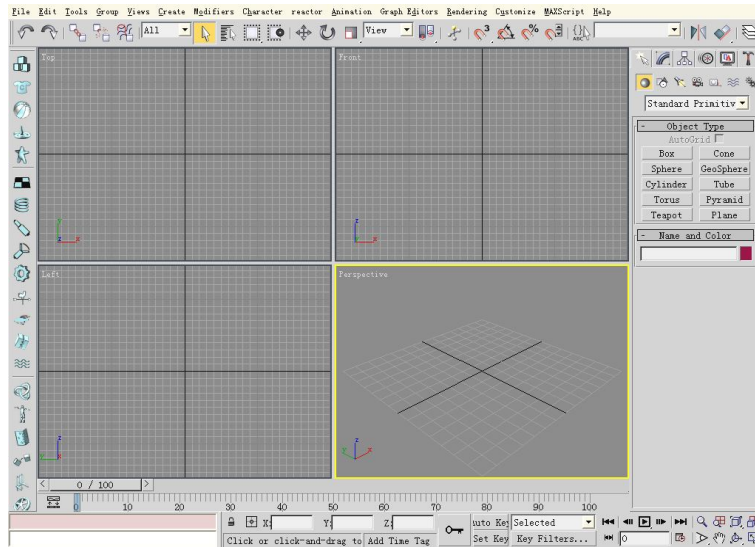 File Edit Tools Group Views Create Modifiers Character reactor Animation Graph Editors Rendering Customize MAXScript Help
All View ABC
Top Front
Standard Primitiv
- Object Type
AutoGrid
Box Cone
Sphere GeoSphere
Cylinder Tube
Torus Pyramid
Teapot Plane
- Name and Color
y z
z x x
Left Perspective
z z
y x y x
< 0 / 100 >
0 10 20 30 40 50 60 70 80 90 100
X: Y: Z: uto Key Selected
Click or click-and-drag to Add Time Tag Set Key Key Filters... 0